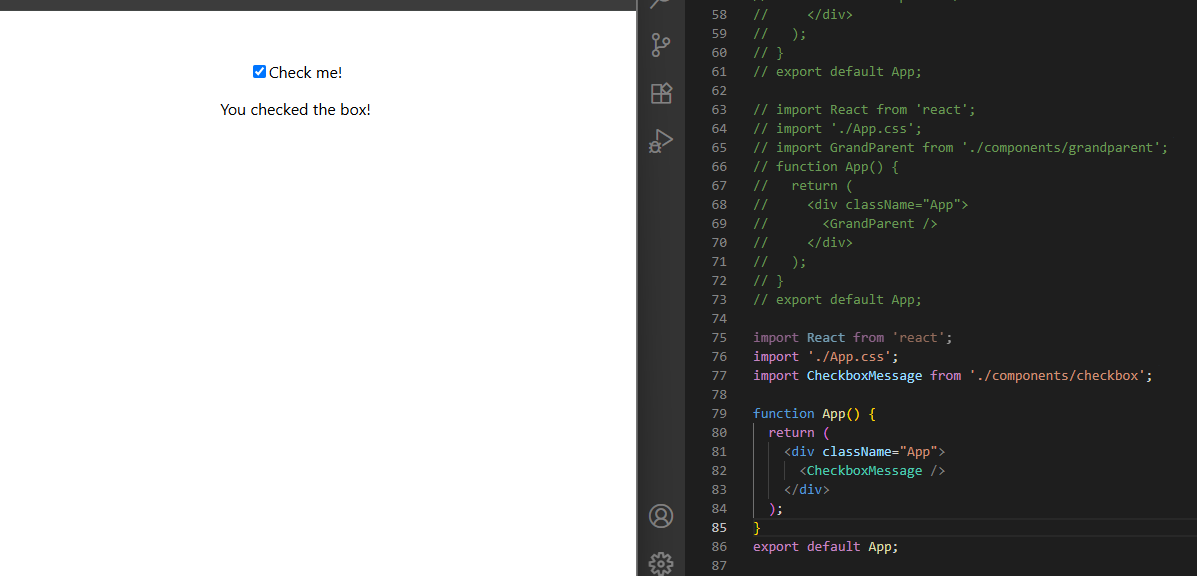 Check me!
You checked the box!
58 //     </div>
59 //   );
60 // }
61 // export default App;
62
63 // import React from 'react';
64 // import './App.css';
65 // import GrandParent from './components/grandparent';
66 // function App() {
67 //   return (
68 //     <div className="App">
69 //       <GrandParent />
70 //     </div>
71 //   );
72 // }
73 // export default App;
74
75 import React from 'react';
76 import './App.css';
77 import CheckboxMessage from './components/checkbox';
78
79 function App() {
80   return (
81     <div className="App">
82       <CheckboxMessage />
83     </div>
84   );
85 }
86 export default App;
87